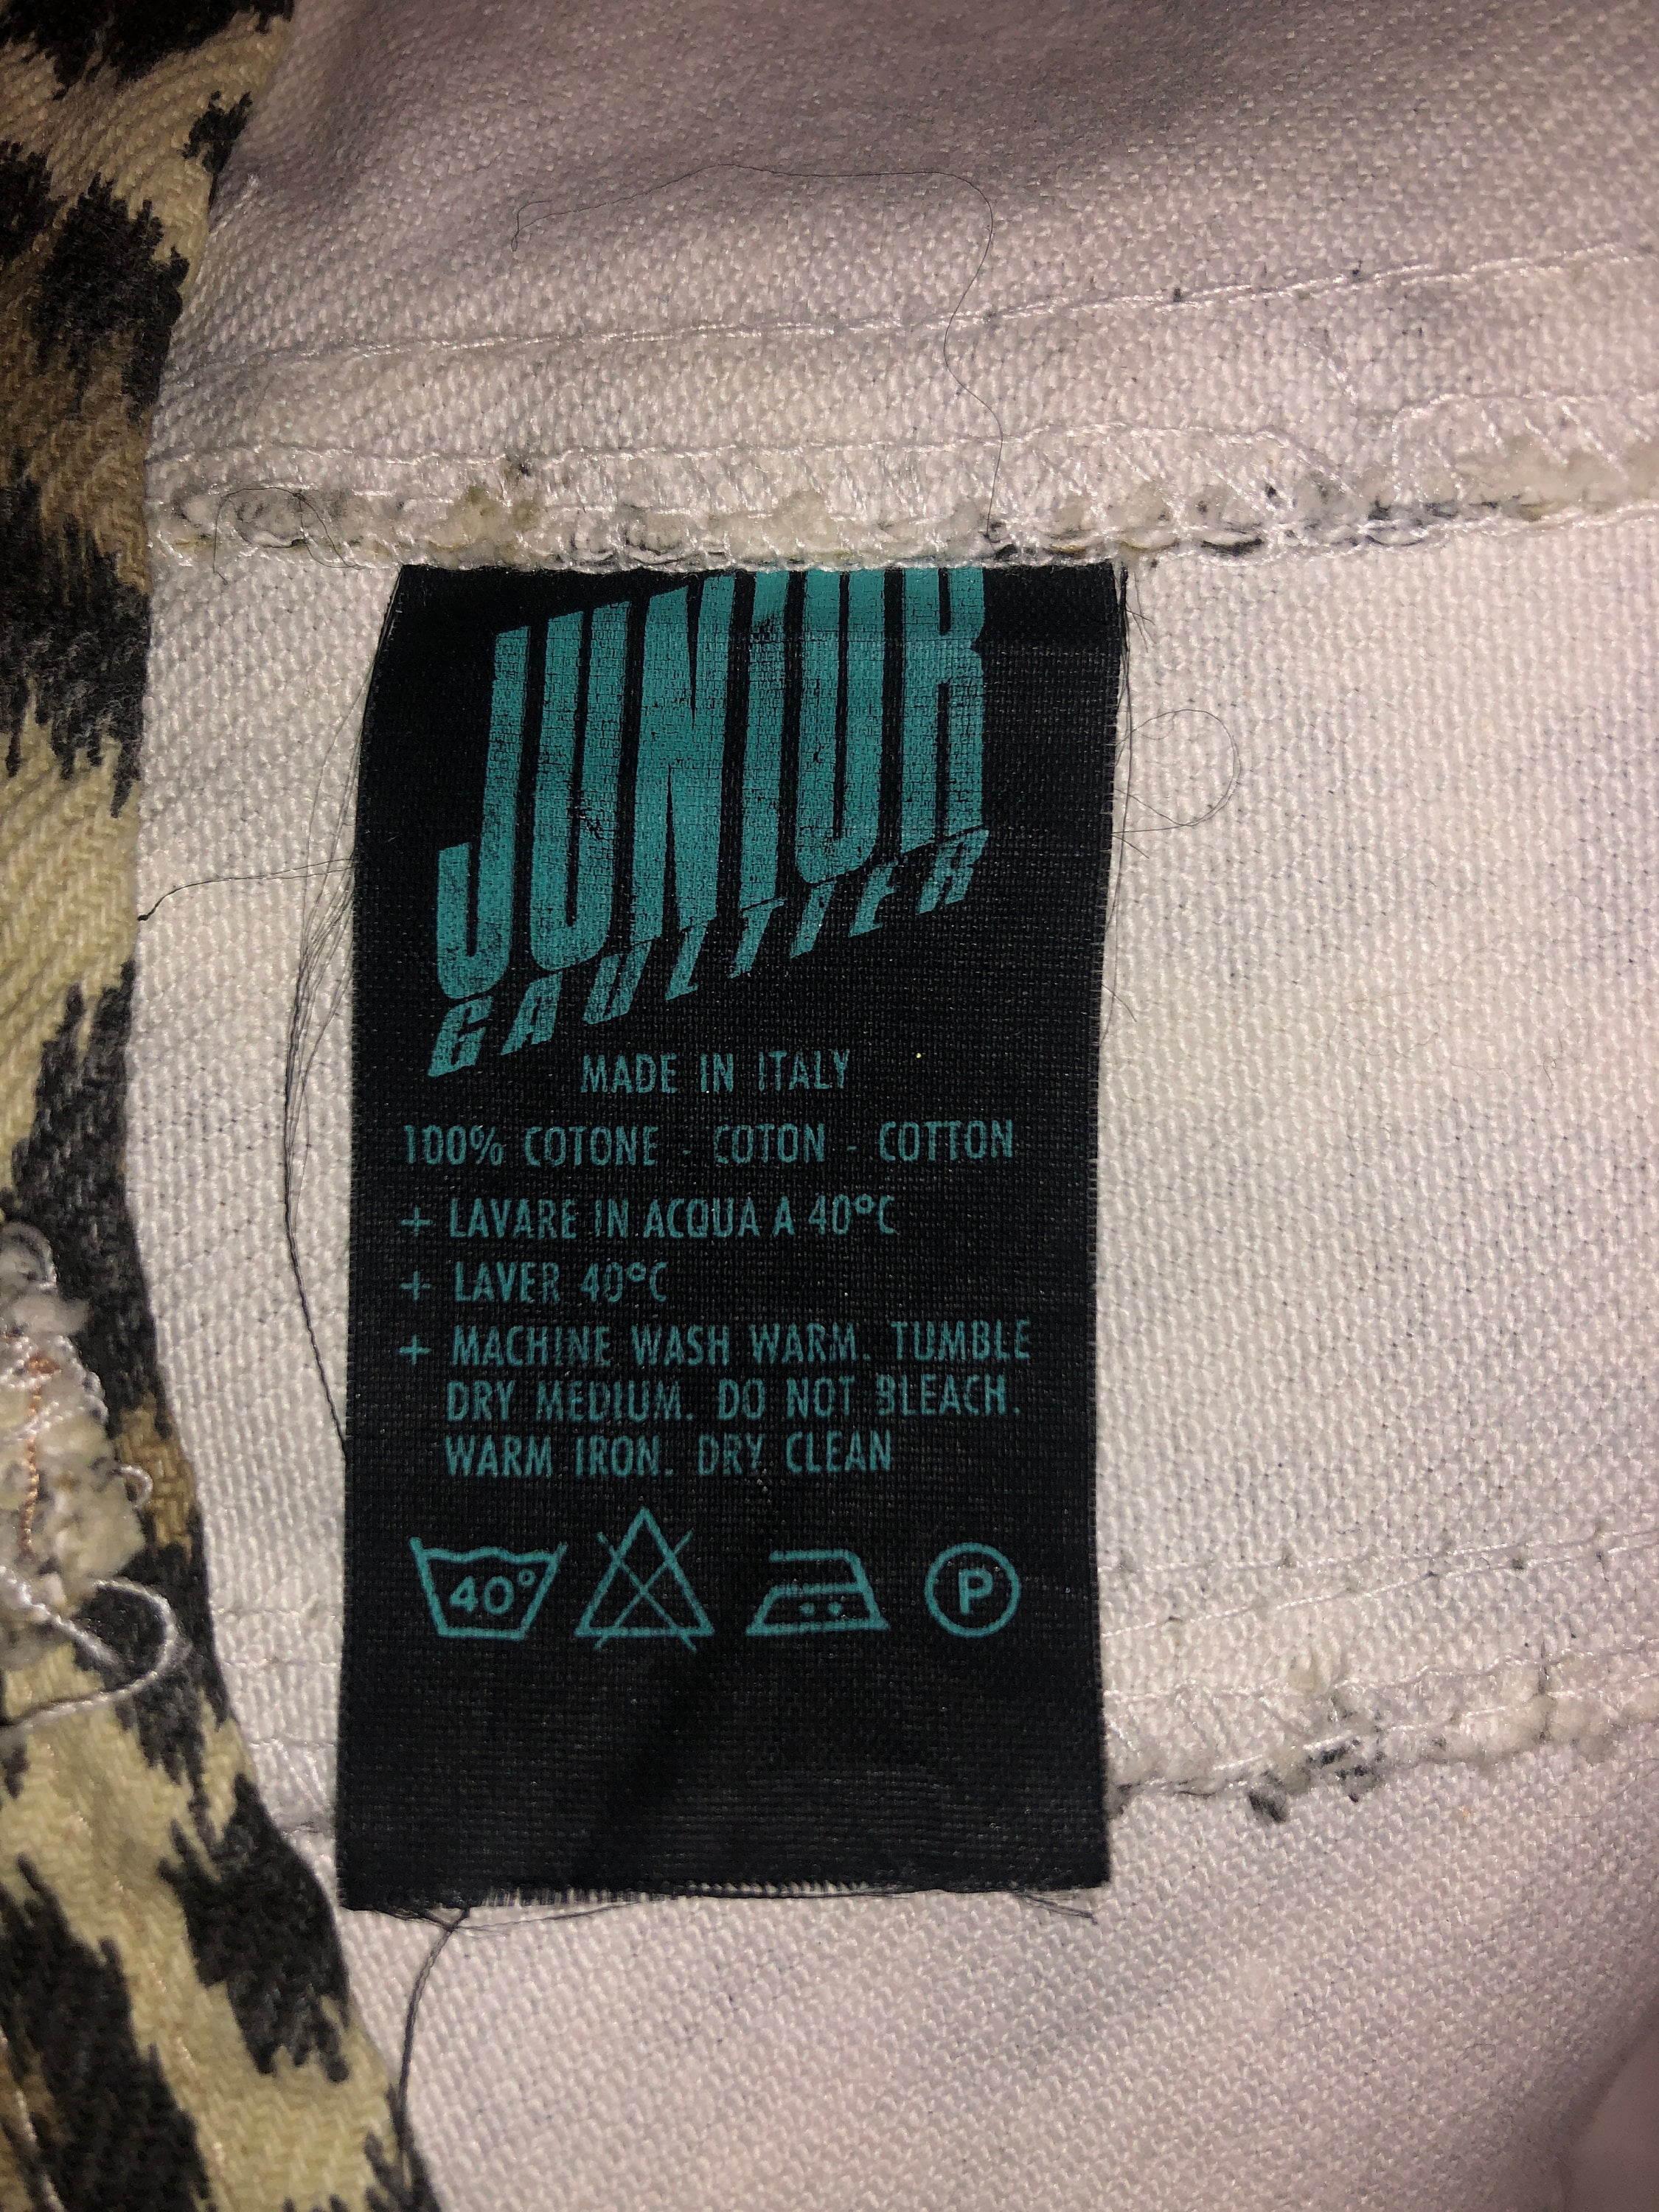 JUNIOR
GAULTIER
MADE IN ITALY
100% COTONE - COTON - COTTON
+ LAVARE IN ACQUA A 40°C
+ LAVER 40°C
+ MACHINE WASH WARM. TUMBLE
DRY MEDIUM. DO NOT BLEACH.
WARM IRON. DRY CLEAN
40° P